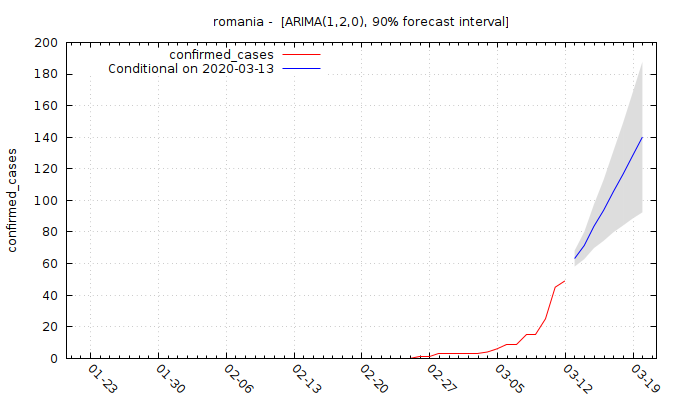 romania -  [ARIMA(1,2,0), 90% forecast interval]
confirmed_cases
Conditional on 2020-03-13
confirmed_cases
200
180
160
140
120
100
80
60
40
20
0
01-23 01-30 02-06 02-13 02-20 02-27 03-05 03-12 03-19